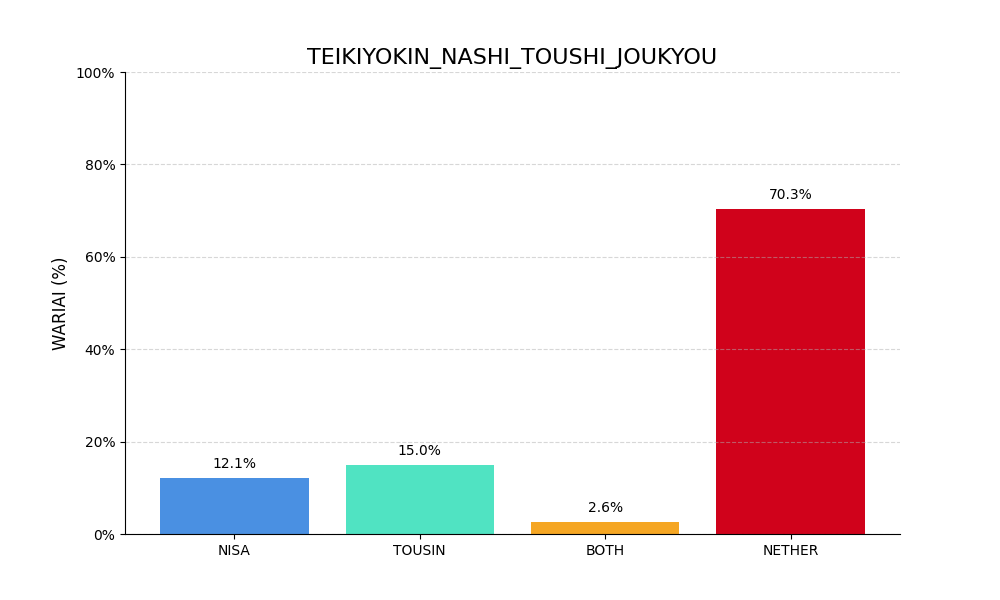 TEIKIYOKIN_NASHI_TOUSHI_JOUKYOU
WARIAI (%)
100%
80%
60%
40%
20%
0%
12.1%
15.0%
2.6%
70.3%
NISA
TOUSIN
BOTH
NETHER